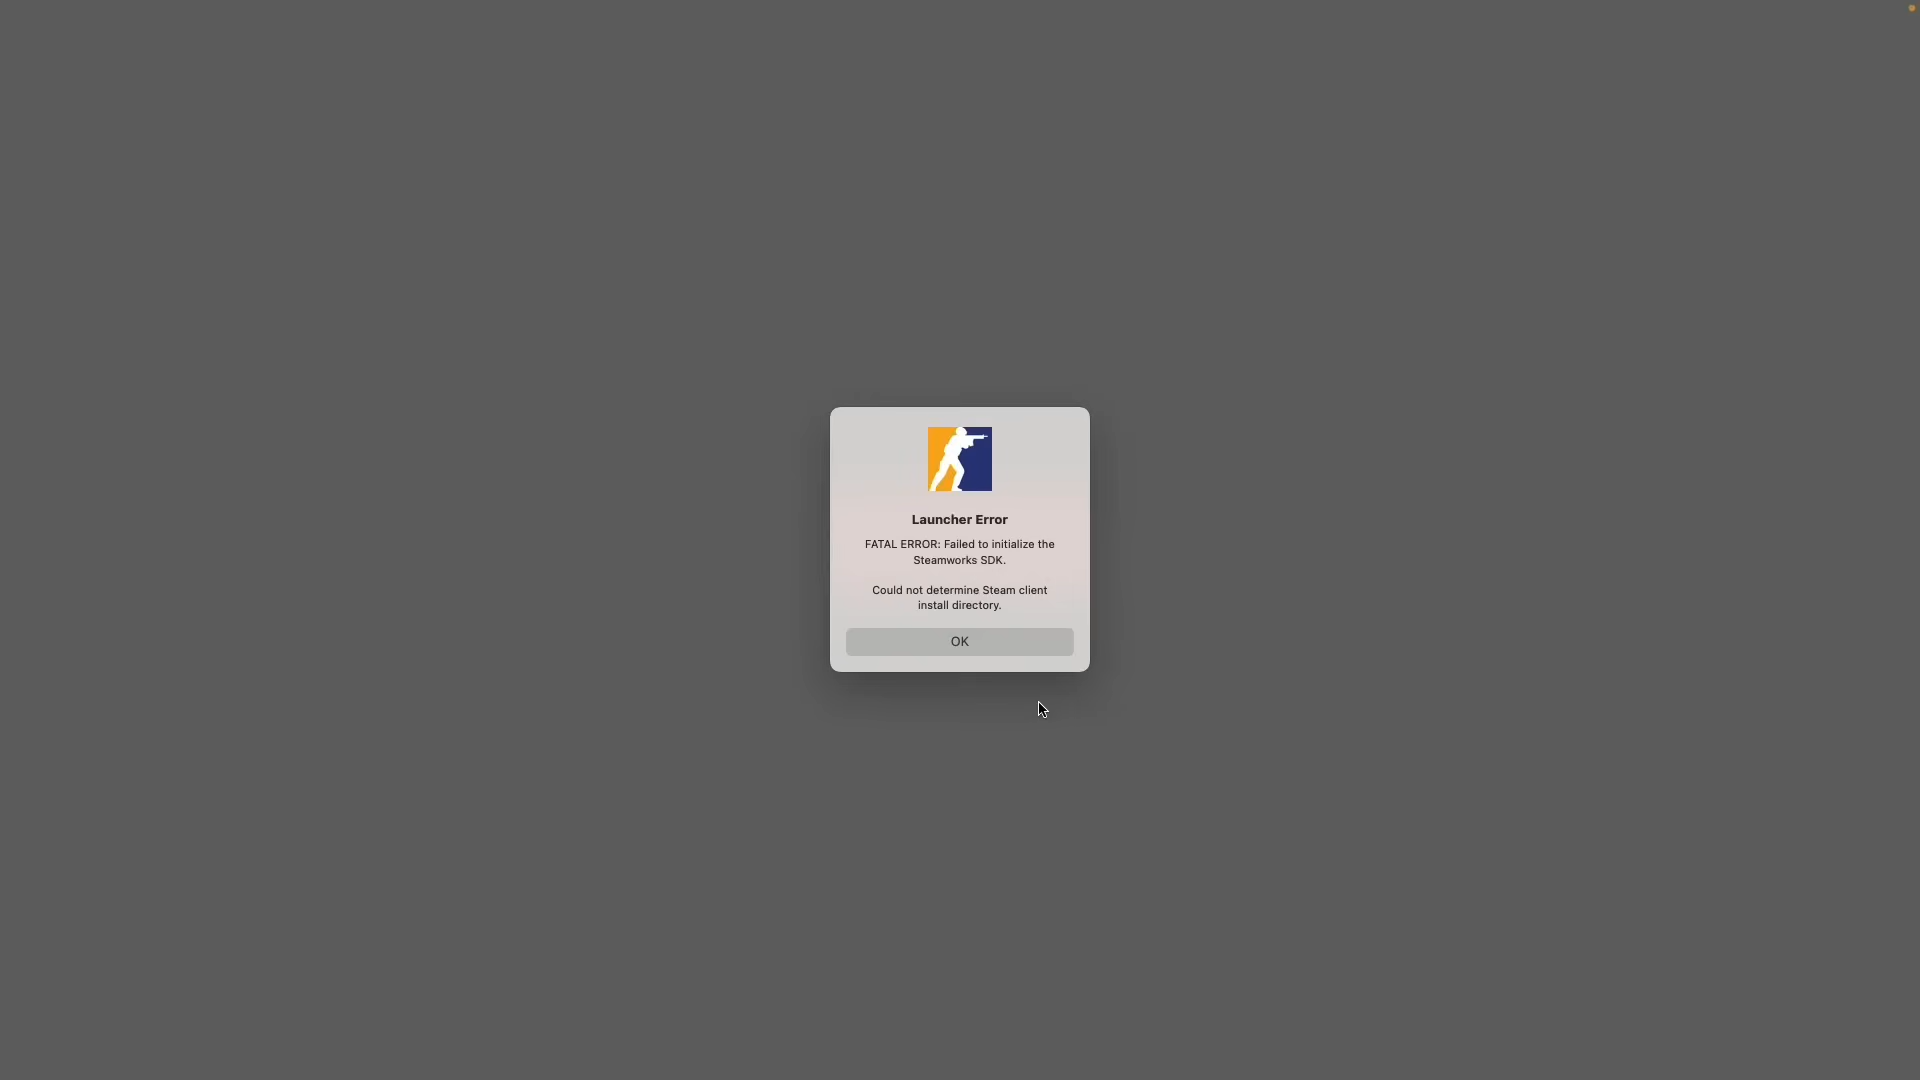 Launcher Error
FATAL ERROR: Failed to initialize the
Steamworks SDK.
Could not determine Steam client
install directory.
OK